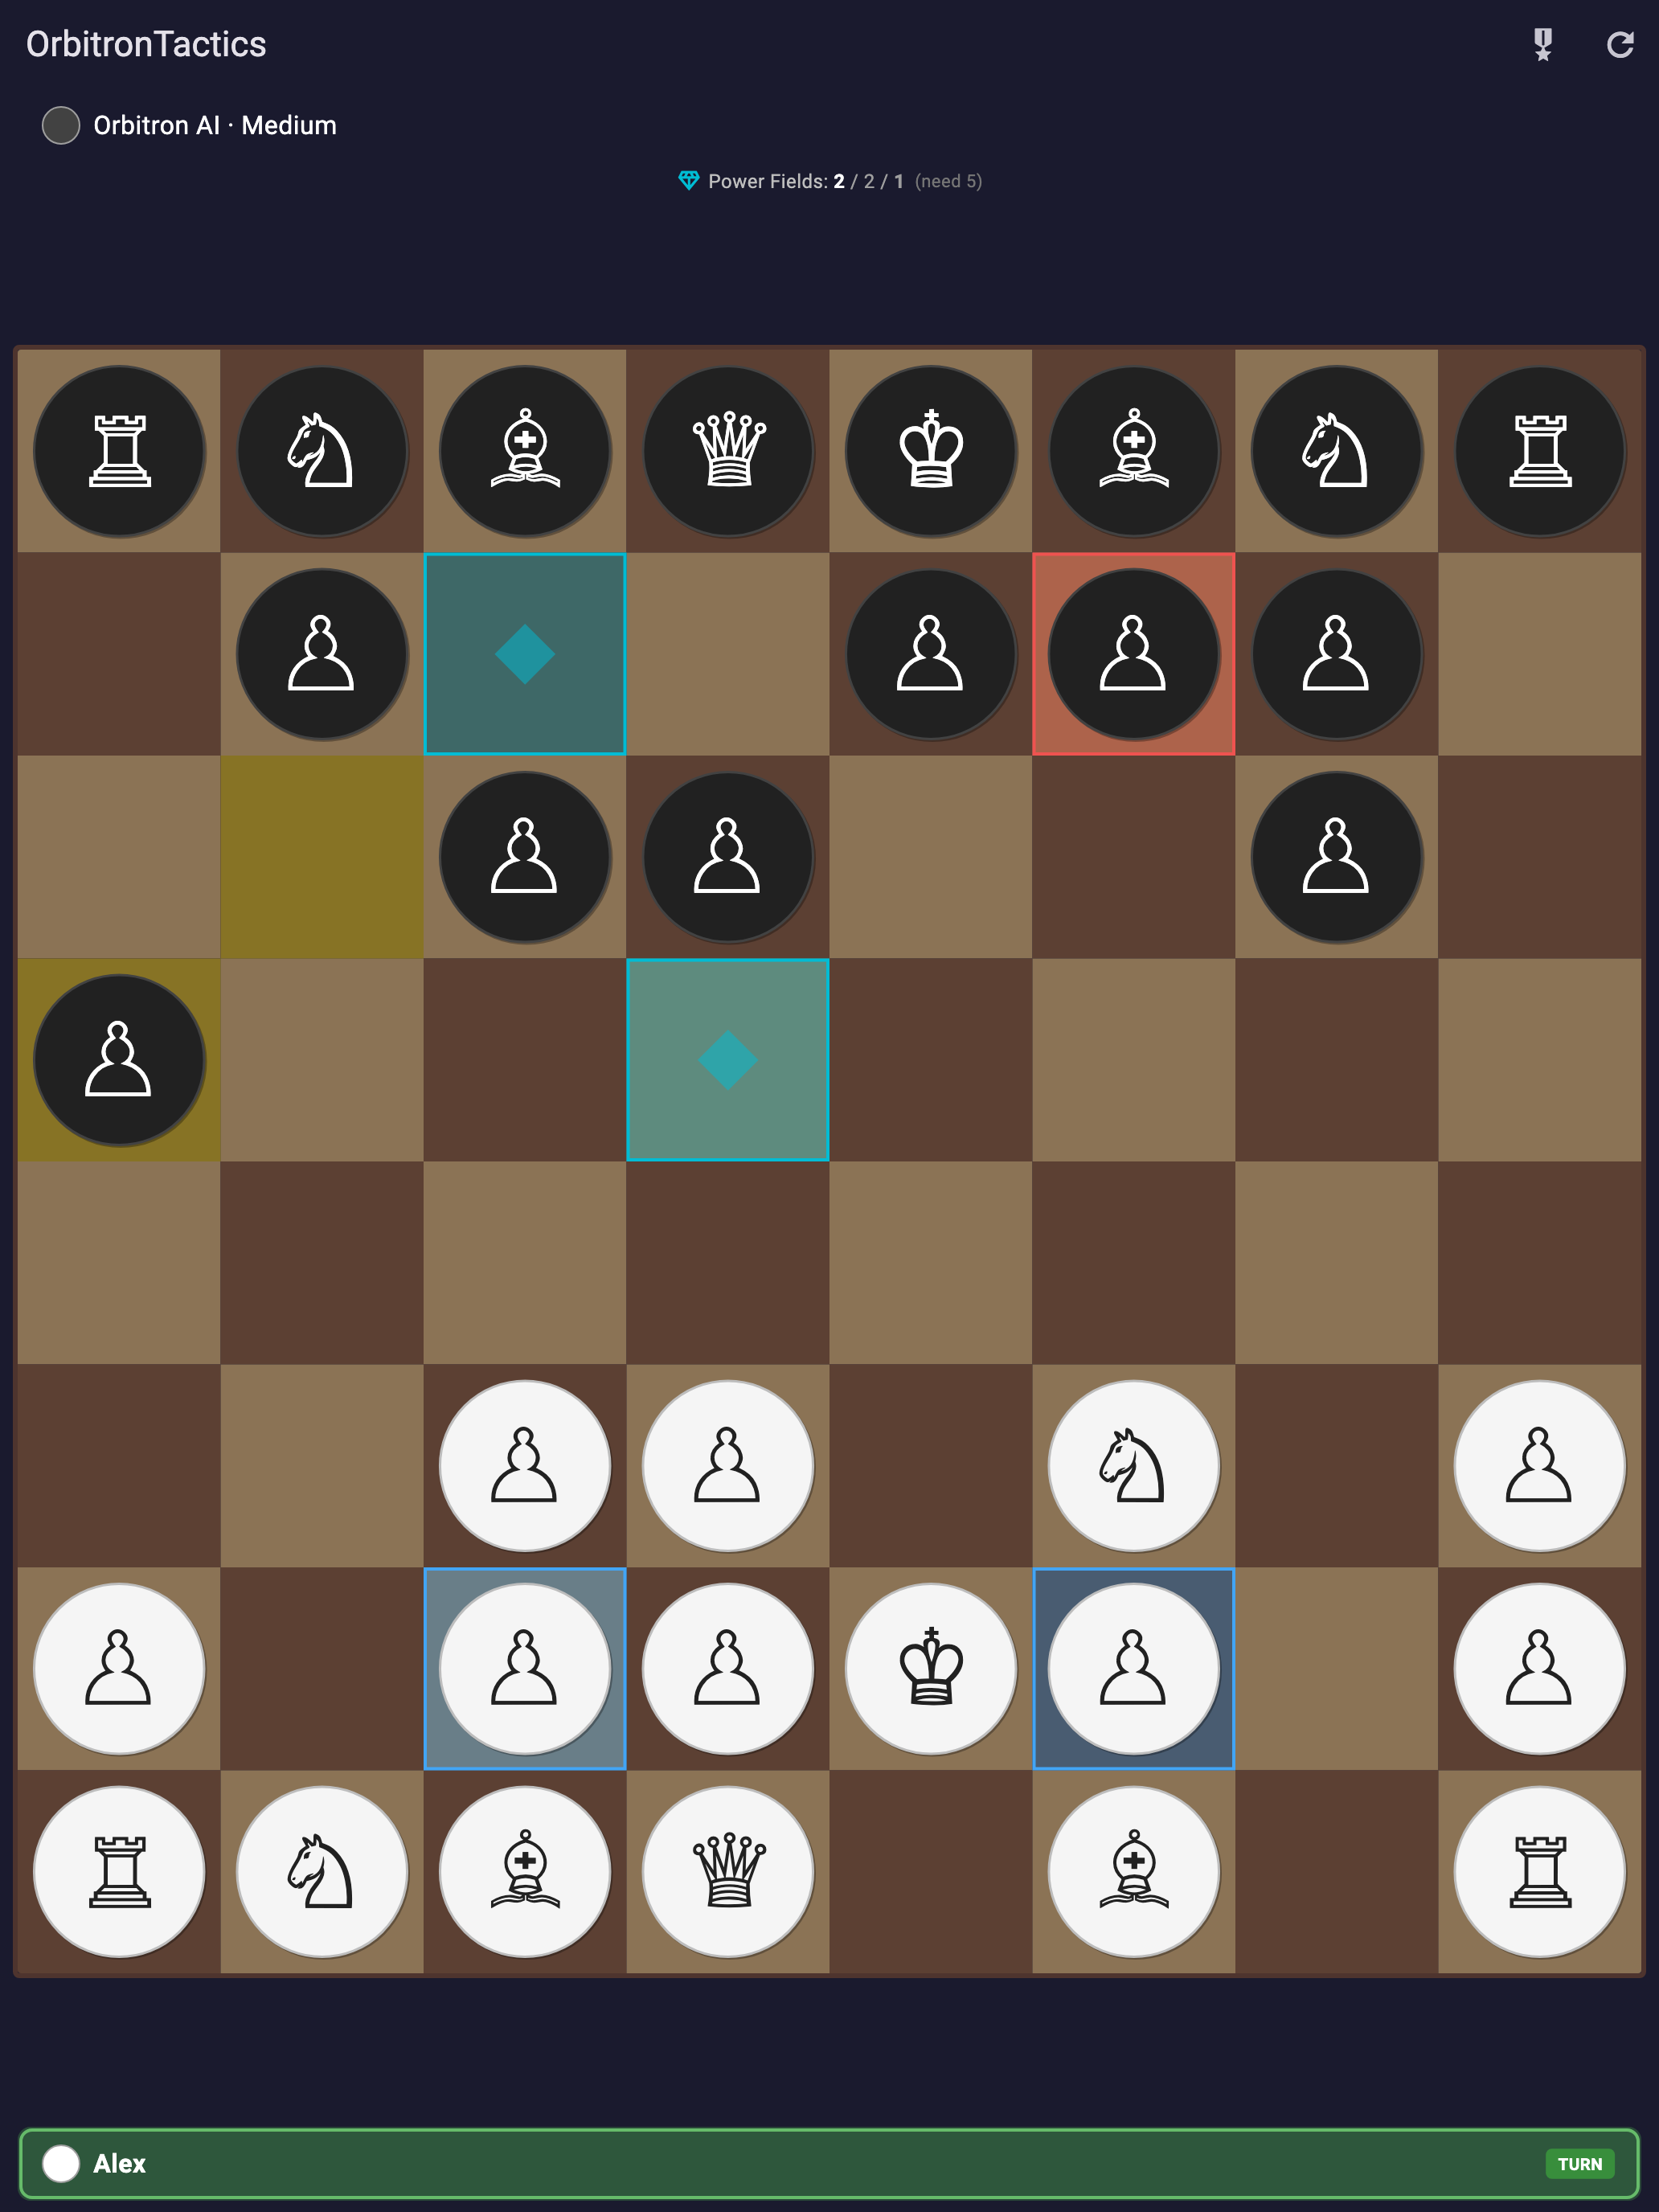 OrbitronTactics
Orbitron AI · Medium
Power Fields: 2 / 2 / 1 (need 5)
Alex
TURN